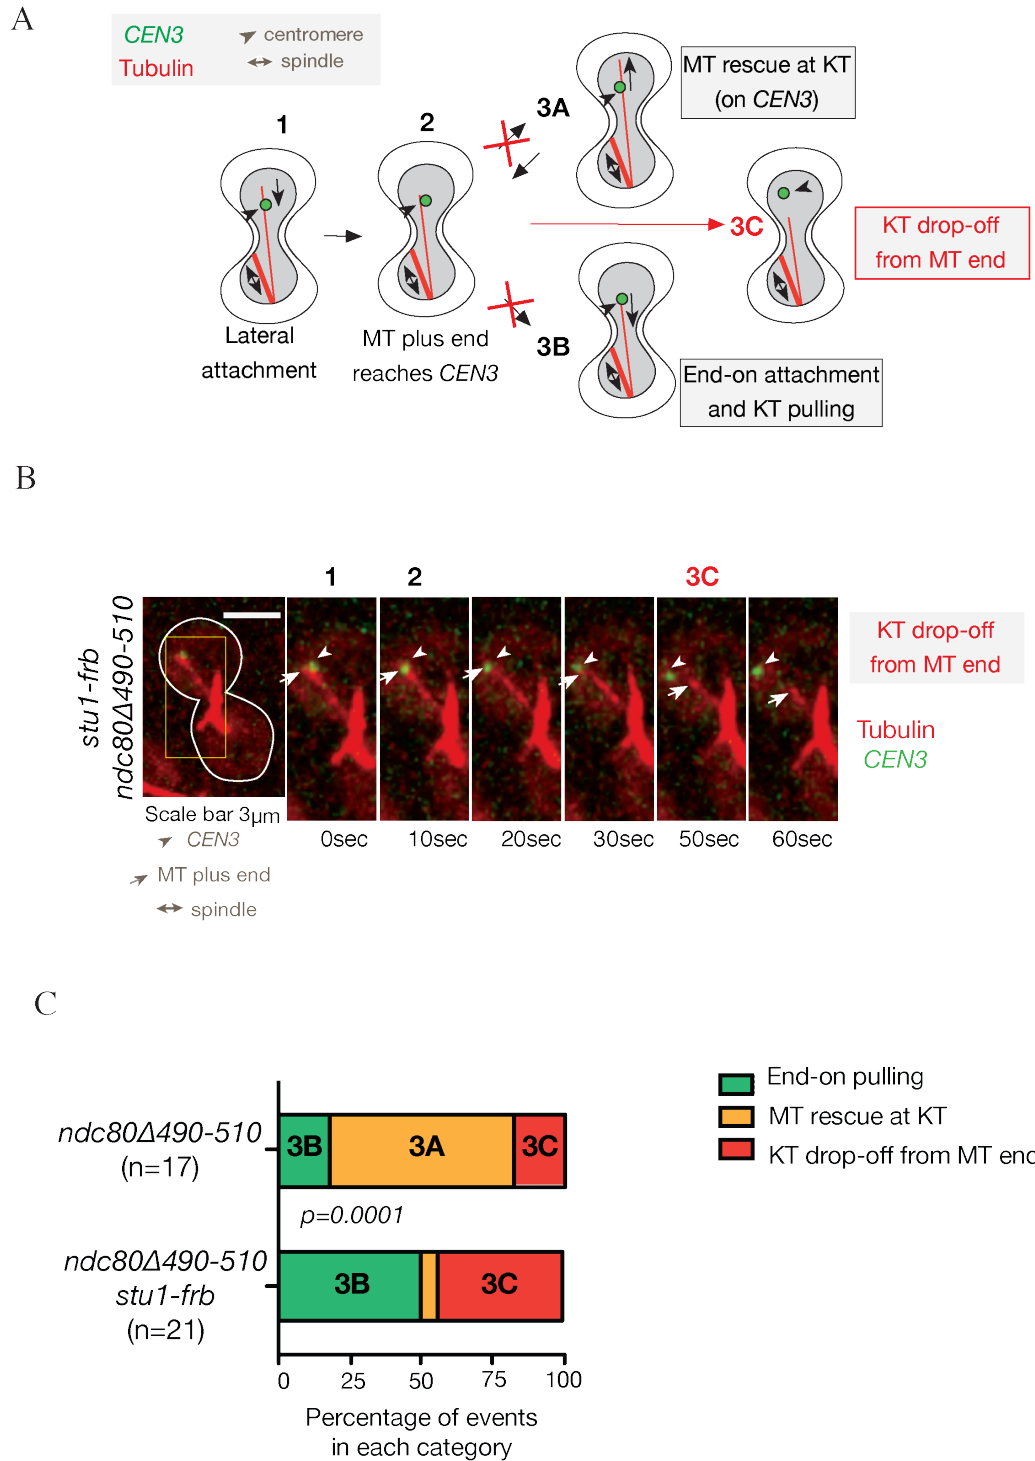 A
CEN3
centromere
Tubulin
spindle
1
2
3A
MT rescue at KT
(on CEN3)
3C
KT drop-off
from MT end
Lateral
attachment
MT plus end
reaches CEN3
3B
End-on attachment
and KT pulling
B
1
2
3C
stu1-frb
ndc80Δ490-510
KT drop-off
from MT end
Tubulin
CEN3
Scale bar 3μm
0sec
10sec
20sec
30sec
50sec
60sec
CEN3
MT plus end
spindle
C
End-on pulling
MT rescue at KT
KT drop-off from MT end
ndc80Δ490-510
(n=17)
3B
3A
3C
p=0.0001
ndc80Δ490-510
stu1-frb
(n=21)
3B
3C
0
25
50
75
100
Percentage of events
in each category